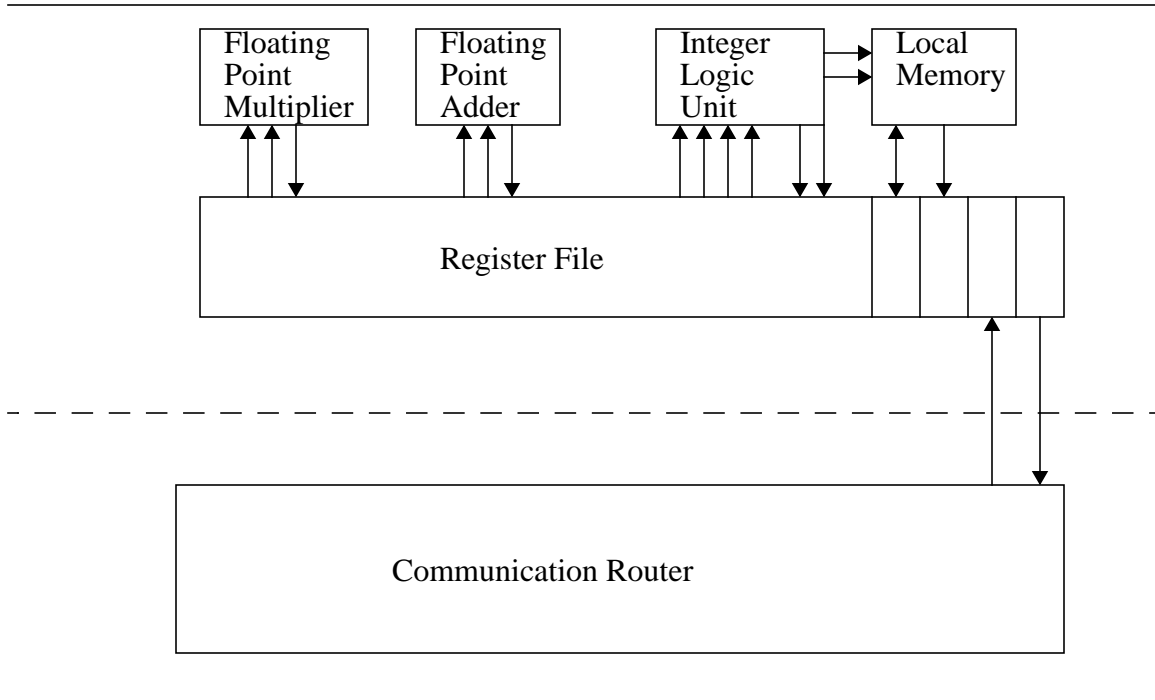 Floating
Point
Multiplier
Floating
Point
Adder
Integer
Logic
Unit
Local
Memory
Register File
Communication Router